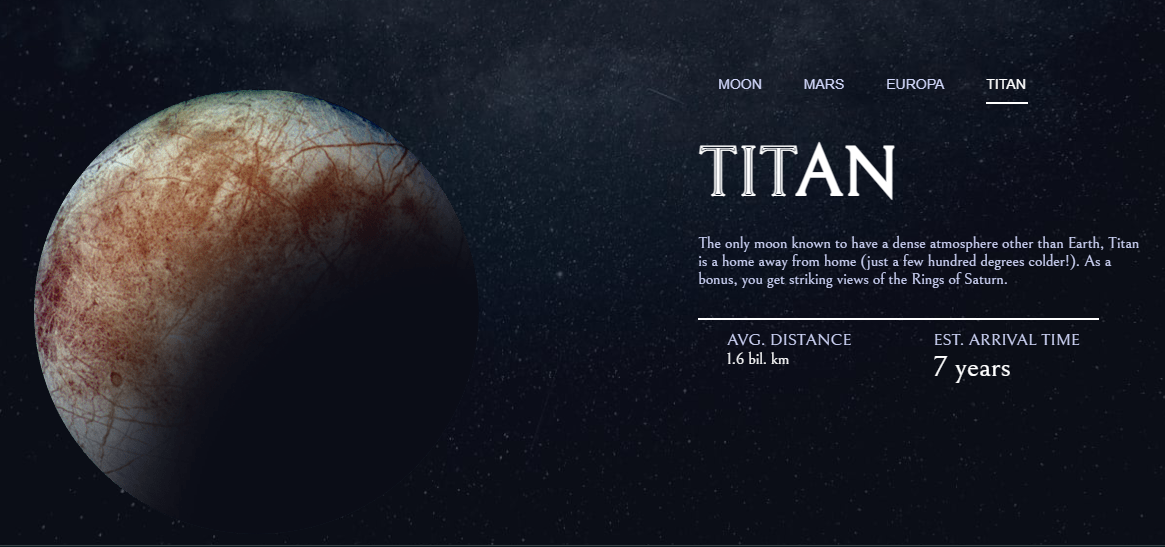 MOON MARS EUROPA TITAN
TITAN
The only moon known to have a dense atmosphere other than Earth, Titan
is a home away from home (just a few hundred degrees colder!). As a
bonus, you get striking views of the Rings of Saturn.
AVG. DISTANCE EST. ARRIVAL TIME
1.6 bil. km 7 years